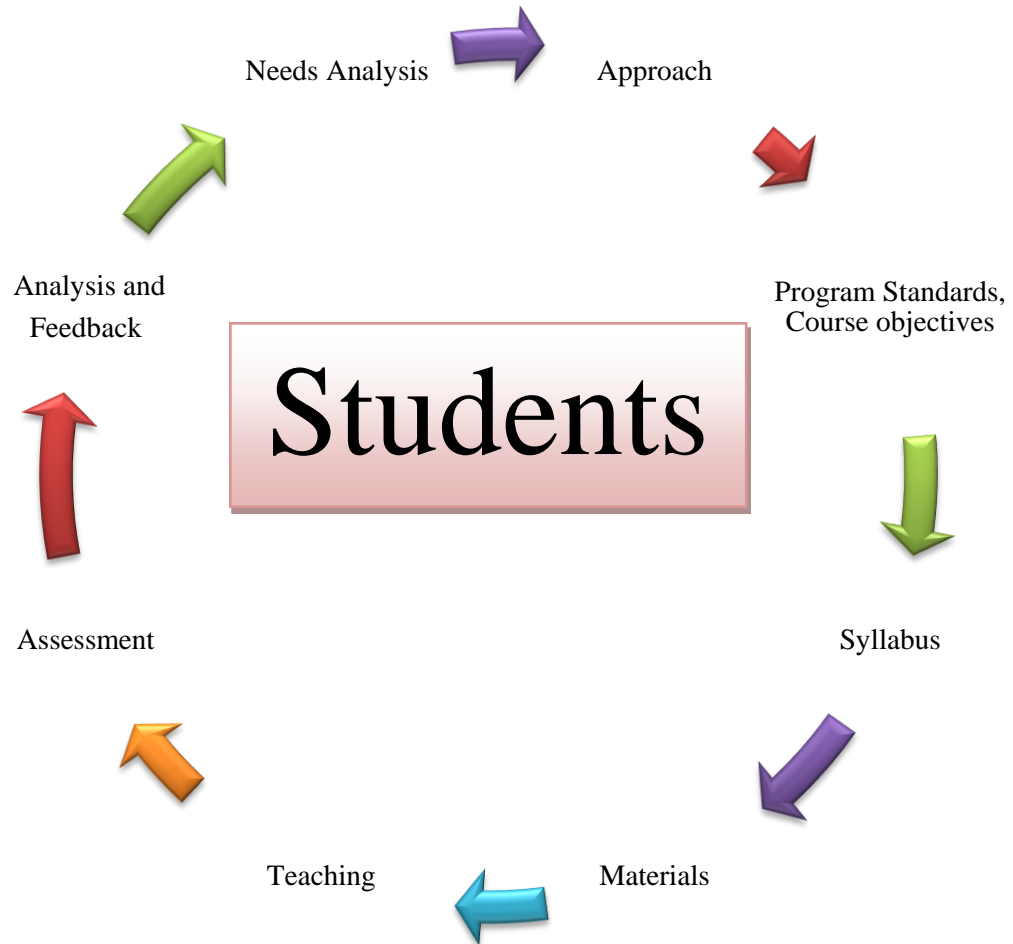 Needs Analysis
Approach
Program Standards,
Course objectives
Syllabus
Materials
Teaching
Assessment
Analysis and
Feedback
Students